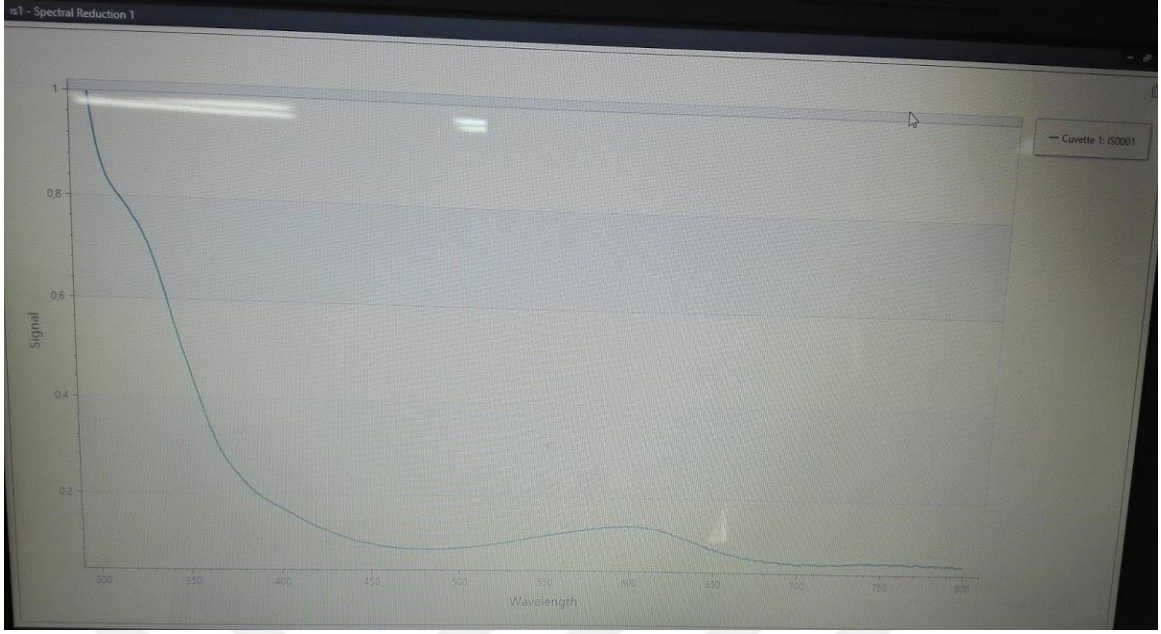 is1 - Spectral Reduction 1
Cuvette 1: IS0001
1
0,8
0,6
0,4
0.2
Signal
300 350 400 450 500 550 600 650 700 750 800
Wavelength